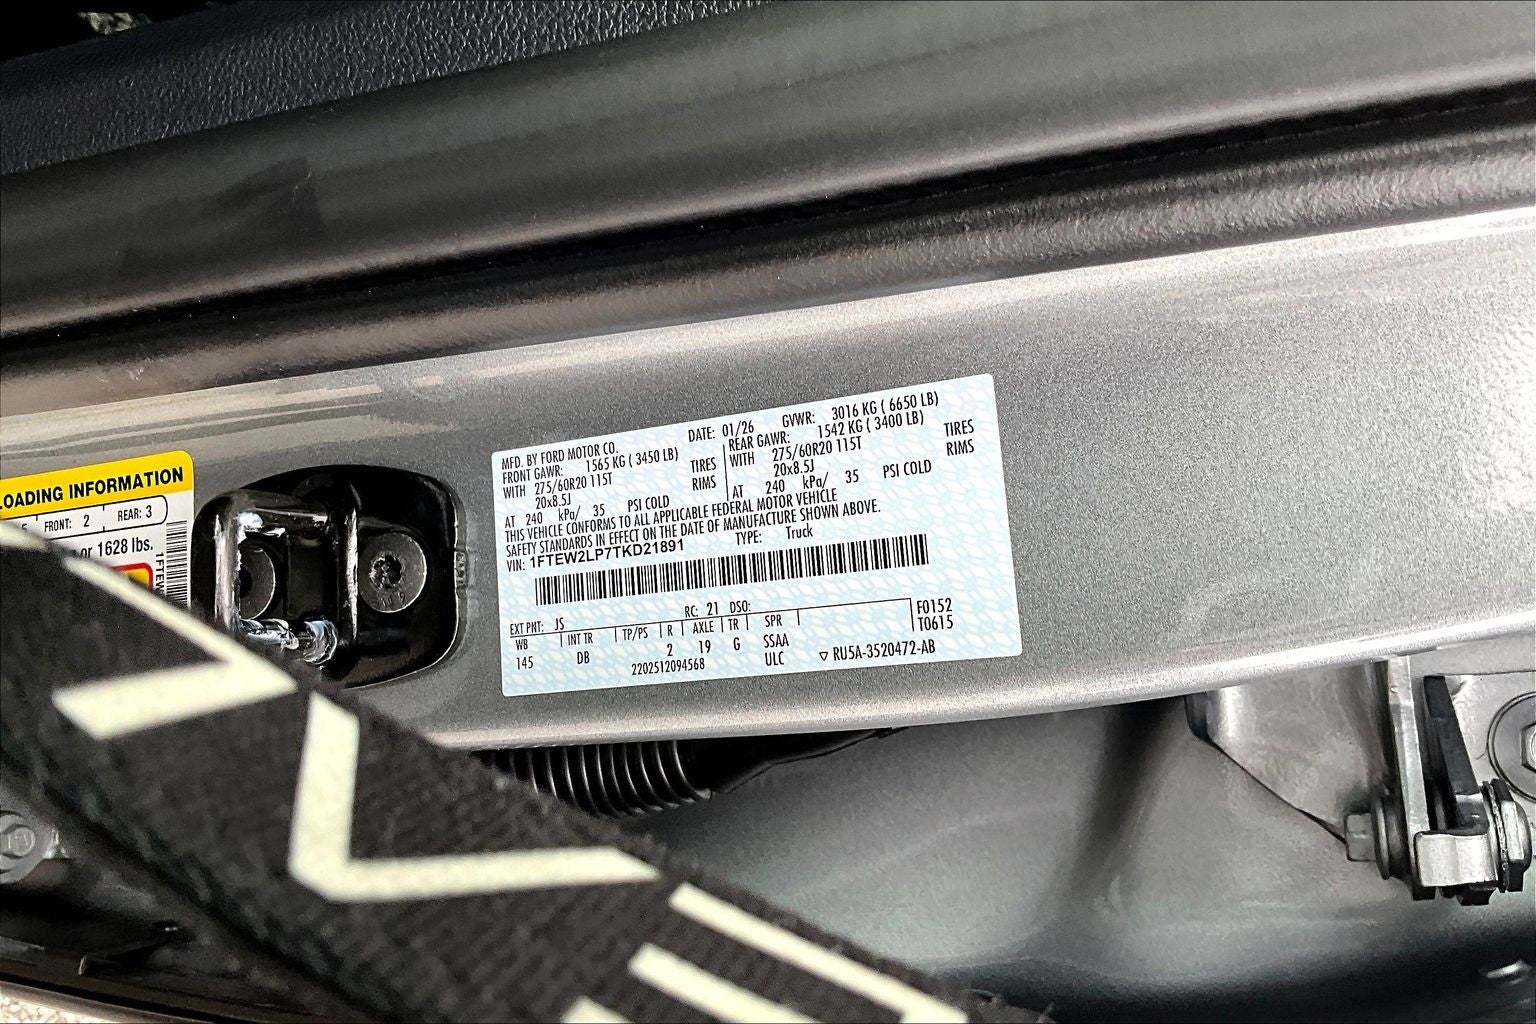 LOADING INFORMATION
FRONT: 2 REAR: 3
or 1628 lbs.
1FTEW
MFD. BY FORD MOTOR CO.
DATE: 01/26 GVWR: 3016 KG ( 6650 LB)
FRONT GAWR: 1565 KG ( 3450 LB)
WITH 275/60R20 115T TIRES
20x8.5J RIMS
AT 240 kPa/ 35 PSI COLD
REAR GAWR: 1542 KG ( 3400 LB)
WITH 275/60R20 115T TIRES
20x8.5J RIMS
AT 240 kPa/ 35 PSI COLD
THIS VEHICLE CONFORMS TO ALL APPLICABLE FEDERAL MOTOR VEHICLE
SAFETY STANDARDS IN EFFECT ON THE DATE OF MANUFACTURE SHOWN ABOVE.
VIN: 1FTEW2LP7TKD21891 TYPE: Truck
EXT PNT: JS RC: 21 DSO:
WB INT TR TP/PS R AXLE TR SPR F0152
145 DB 2 19 G SSAA T0615
2202512094568 ULC ▽ RU5A-3520472-AB